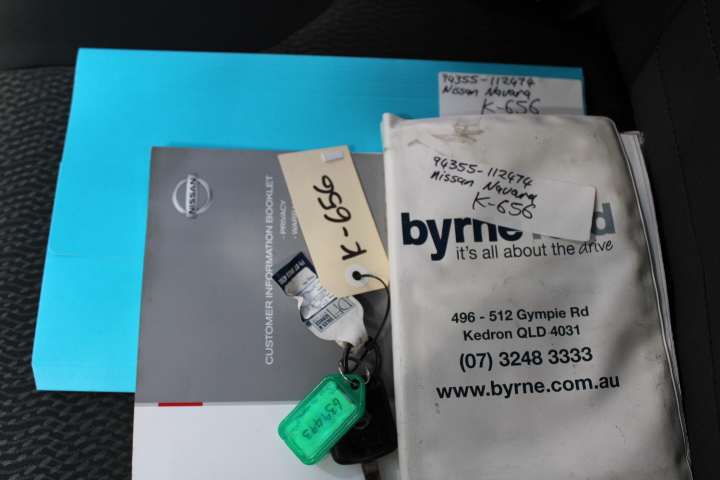 94355-112474
Nissan Navara
K-656
94355-112474
Nissan Navara
K-656
byrne
it's all about the drive
496 - 512 Gympie Rd
Kedron QLD 4031
(07) 3248 3333
www.byrne.com.au
NISSAN
CUSTOMER INFORMATION BOOKLET
· PRIVACY
K-656